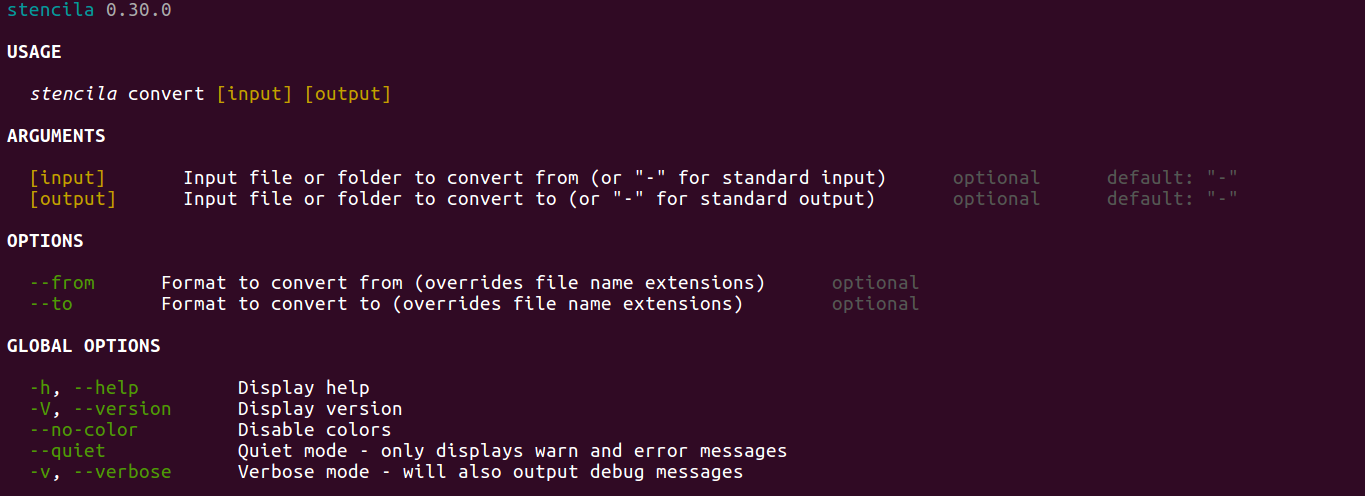 stencila 0.30.0
USAGE
stencila convert [input] [output]
ARGUMENTS
[input] Input file or folder to convert from (or "-" for standard input) optional default: "-"
[output] Input file or folder to convert to (or "-" for standard output) optional default: "-"
OPTIONS
--from Format to convert from (overrides file name extensions) optional
--to Format to convert to (overrides file name extensions) optional
GLOBAL OPTIONS
-h, --help Display help
-V, --version Display version
--no-color Disable colors
--quiet Quiet mode - only displays warn and error messages
-v, --verbose Verbose mode - will also output debug messages